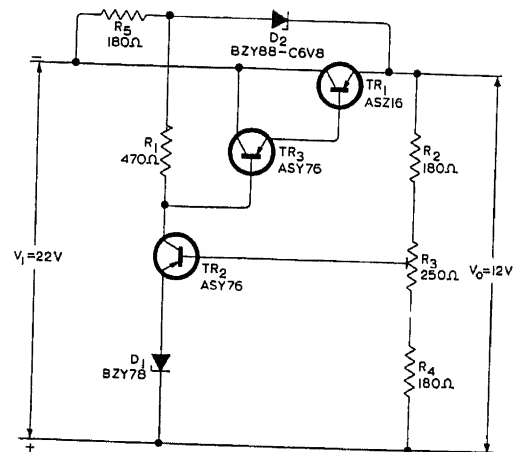 R5
180Ω
D2
BZY88-C6V8
–
TR1
ASZ16
R1
470Ω
TR3
ASY76
R2
180Ω
V1=22V
TR2
ASY76
R3
250Ω
V0=12V
D1
BZY78
R4
180Ω
+